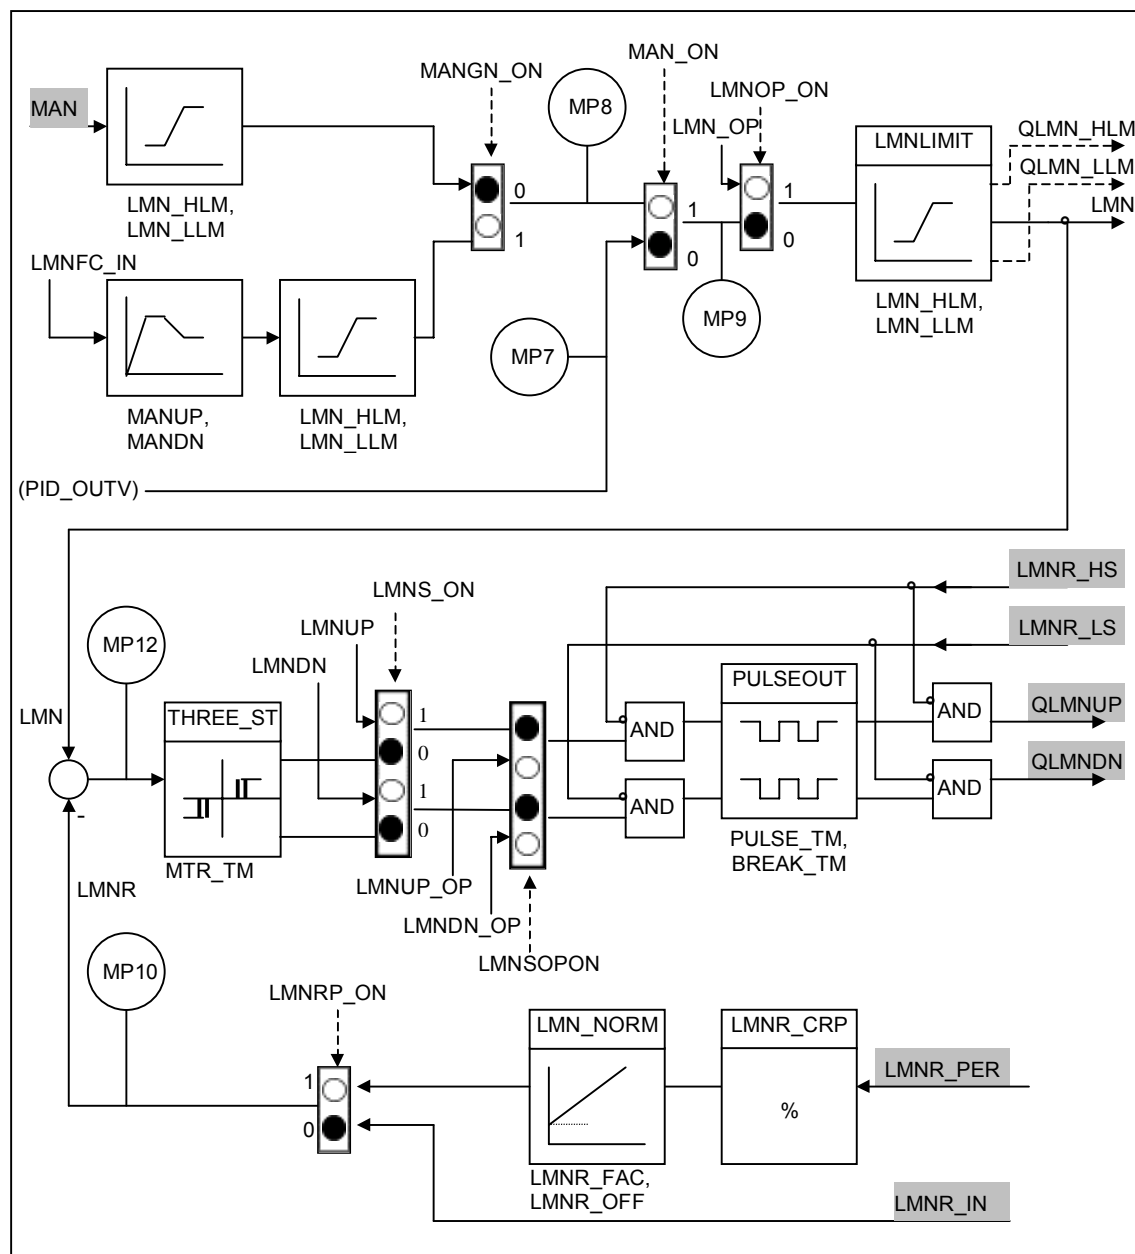 MAN_ON
MANGN_ON
LMNOP_ON
MAN
MP8
LMN_OP
LMNLIMIT
QLMN_HLM
QLMN_LLM
LMN
0
1
1
0
1
0
LMN_HLM,
LMN_LLM
LMNFC_IN
MP7
MP9
LMN_HLM,
LMN_LLM
MANUP,
MANDN
LMN_HLM,
LMN_LLM
(PID_OUTV)
LMNR_HS
LMNS_ON
LMNUP
LMNR_LS
MP12
LMNDN
PULSEOUT
LMN
THREE_ST
1
0
1
0
AND
AND
QLMNUP
AND
AND
QLMNDN
-
MTR_TM
PULSE_TM,
BREAK_TM
LMNR
LMNUP_OP
LMNDN_OP
LMNSOPON
MP10
LMNRP_ON
LMN_NORM
LMNR_CRP
LMNR_PER
1
0
%
LMNR_FAC,
LMNR_OFF
LMNR_IN